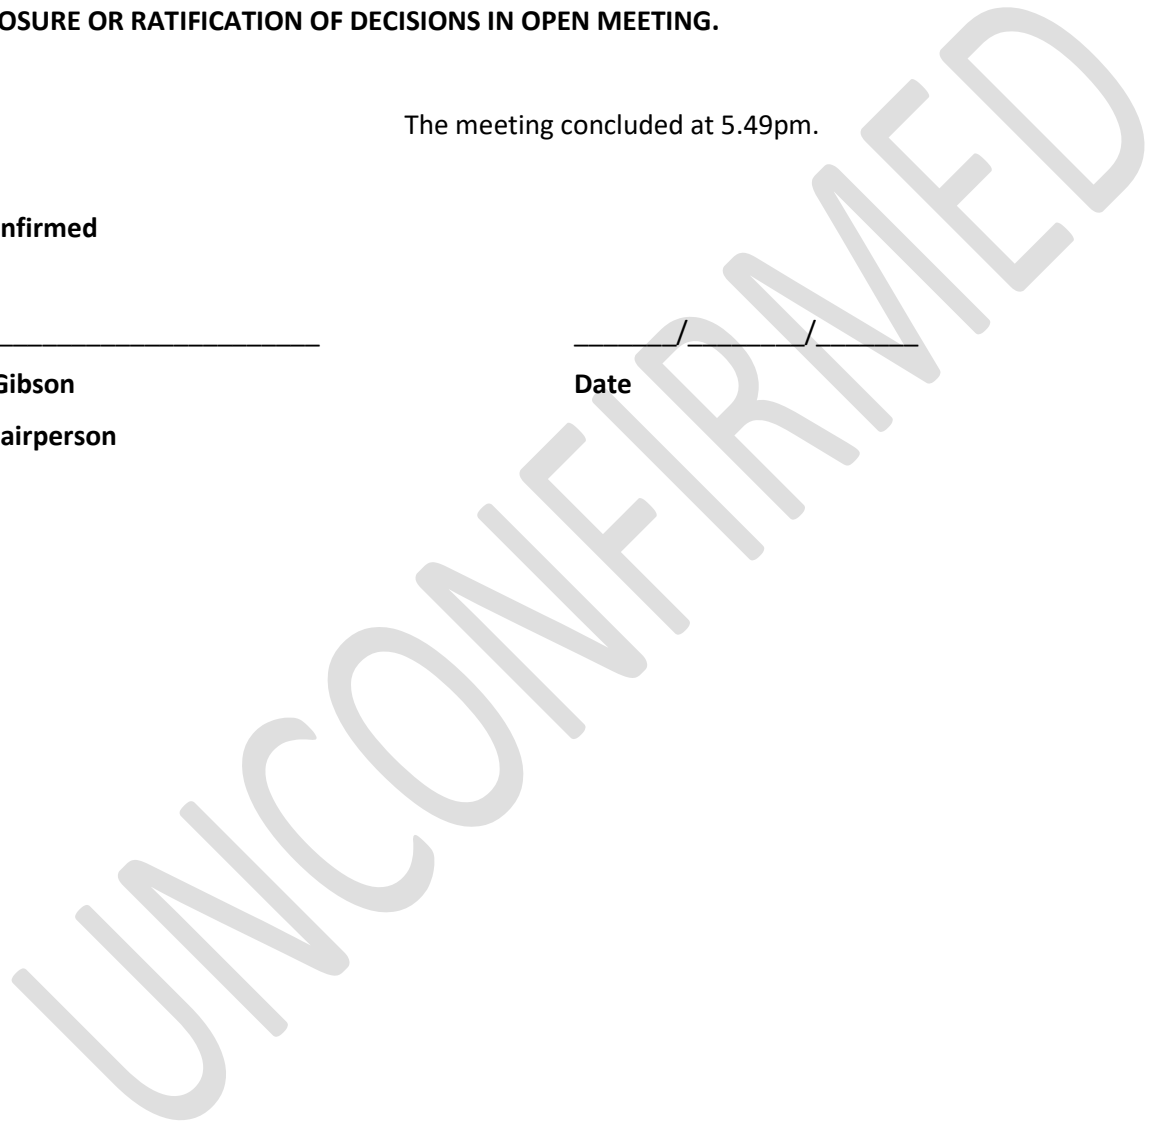 OSURE OR RATIFICATION OF DECISIONS IN OPEN MEETING.
The meeting concluded at 5.49pm.
nfirmed
_______________________ _______/________/_______
Gibson Date
airperson
UNCONFIRMED